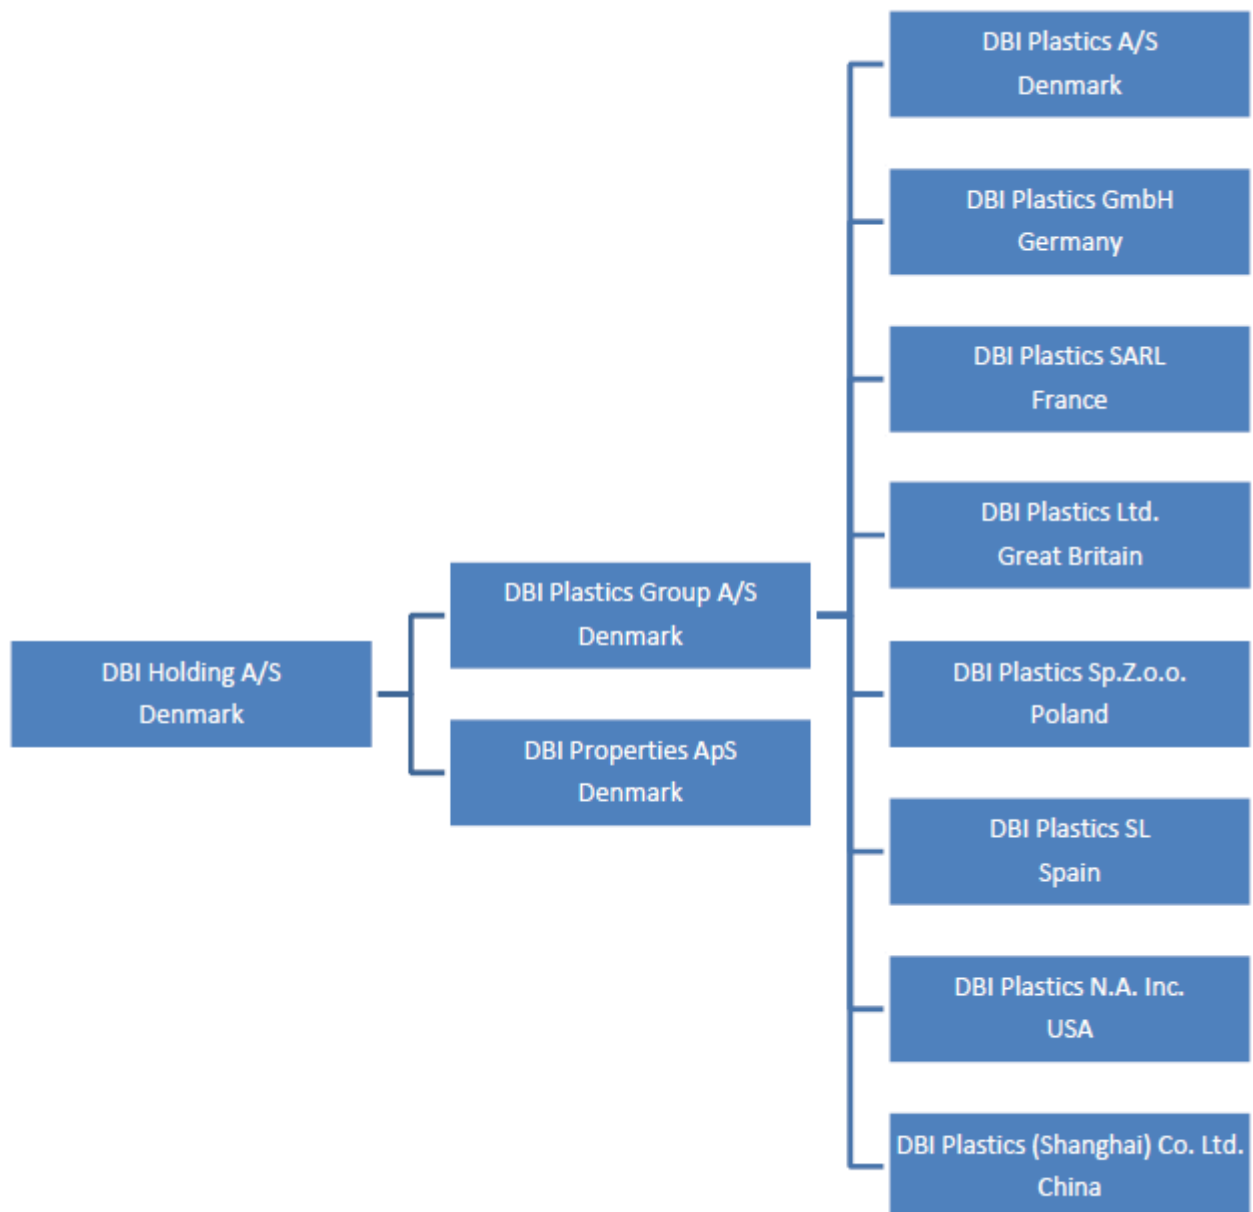 DBI Holding A/S
Denmark
DBI Plastics Group A/S
Denmark
DBI Properties ApS
Denmark
DBI Plastics A/S
Denmark
DBI Plastics GmbH
Germany
DBI Plastics SARL
France
DBI Plastics Ltd.
Great Britain
DBI Plastics Sp.Z.o.o.
Poland
DBI Plastics SL
Spain
DBI Plastics N.A. Inc.
USA
DBI Plastics (Shanghai) Co. Ltd.
China